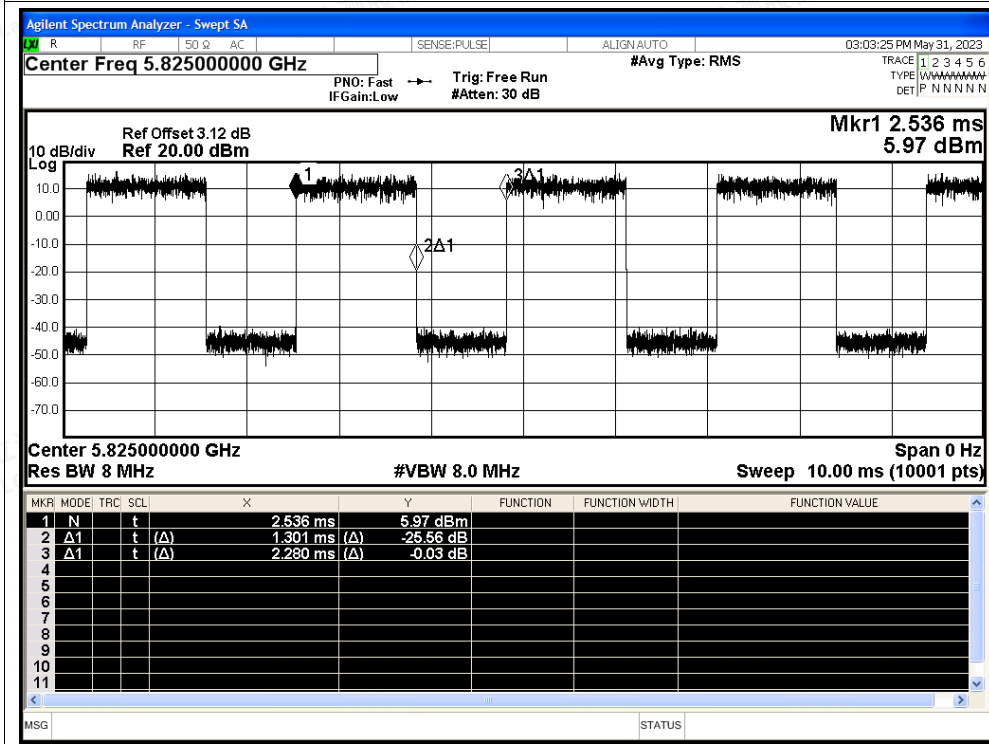 Agilent Spectrum Analyzer - Swept SA
LXI R RF 50 Ω AC SENSE:PULSE ALIGN AUTO 03:03:25 PM May 31, 2023
Center Freq 5.825000000 GHz
PNO: Fast
IFGain:Low
Trig: Free Run
#Atten: 30 dB
#Avg Type: RMS
TRACE 1 2 3 4 5 6
TYPE W
DET P N N N N N
Mkr1 2.536 ms
5.97 dBm
Ref Offset 3.12 dB
10 dB/div Ref 20.00 dBm
Log
10.0
0.00
-10.0
-20.0
-30.0
-40.0
-50.0
-60.0
-70.0
1
2Δ1
3Δ1
Center 5.825000000 GHz Span 0 Hz
Res BW 8 MHz #VBW 8.0 MHz Sweep 10.00 ms (10001 pts)
MKR MODE TRC SCL X Y FUNCTION FUNCTION WIDTH FUNCTION VALUE
1 N t 2.536 ms 5.97 dBm
2 Δ1 t (Δ) 1.301 ms (Δ) -25.56 dB
3 Δ1 t (Δ) 2.280 ms (Δ) -0.03 dB
4
5
6
7
8
9
10
11
MSG STATUS